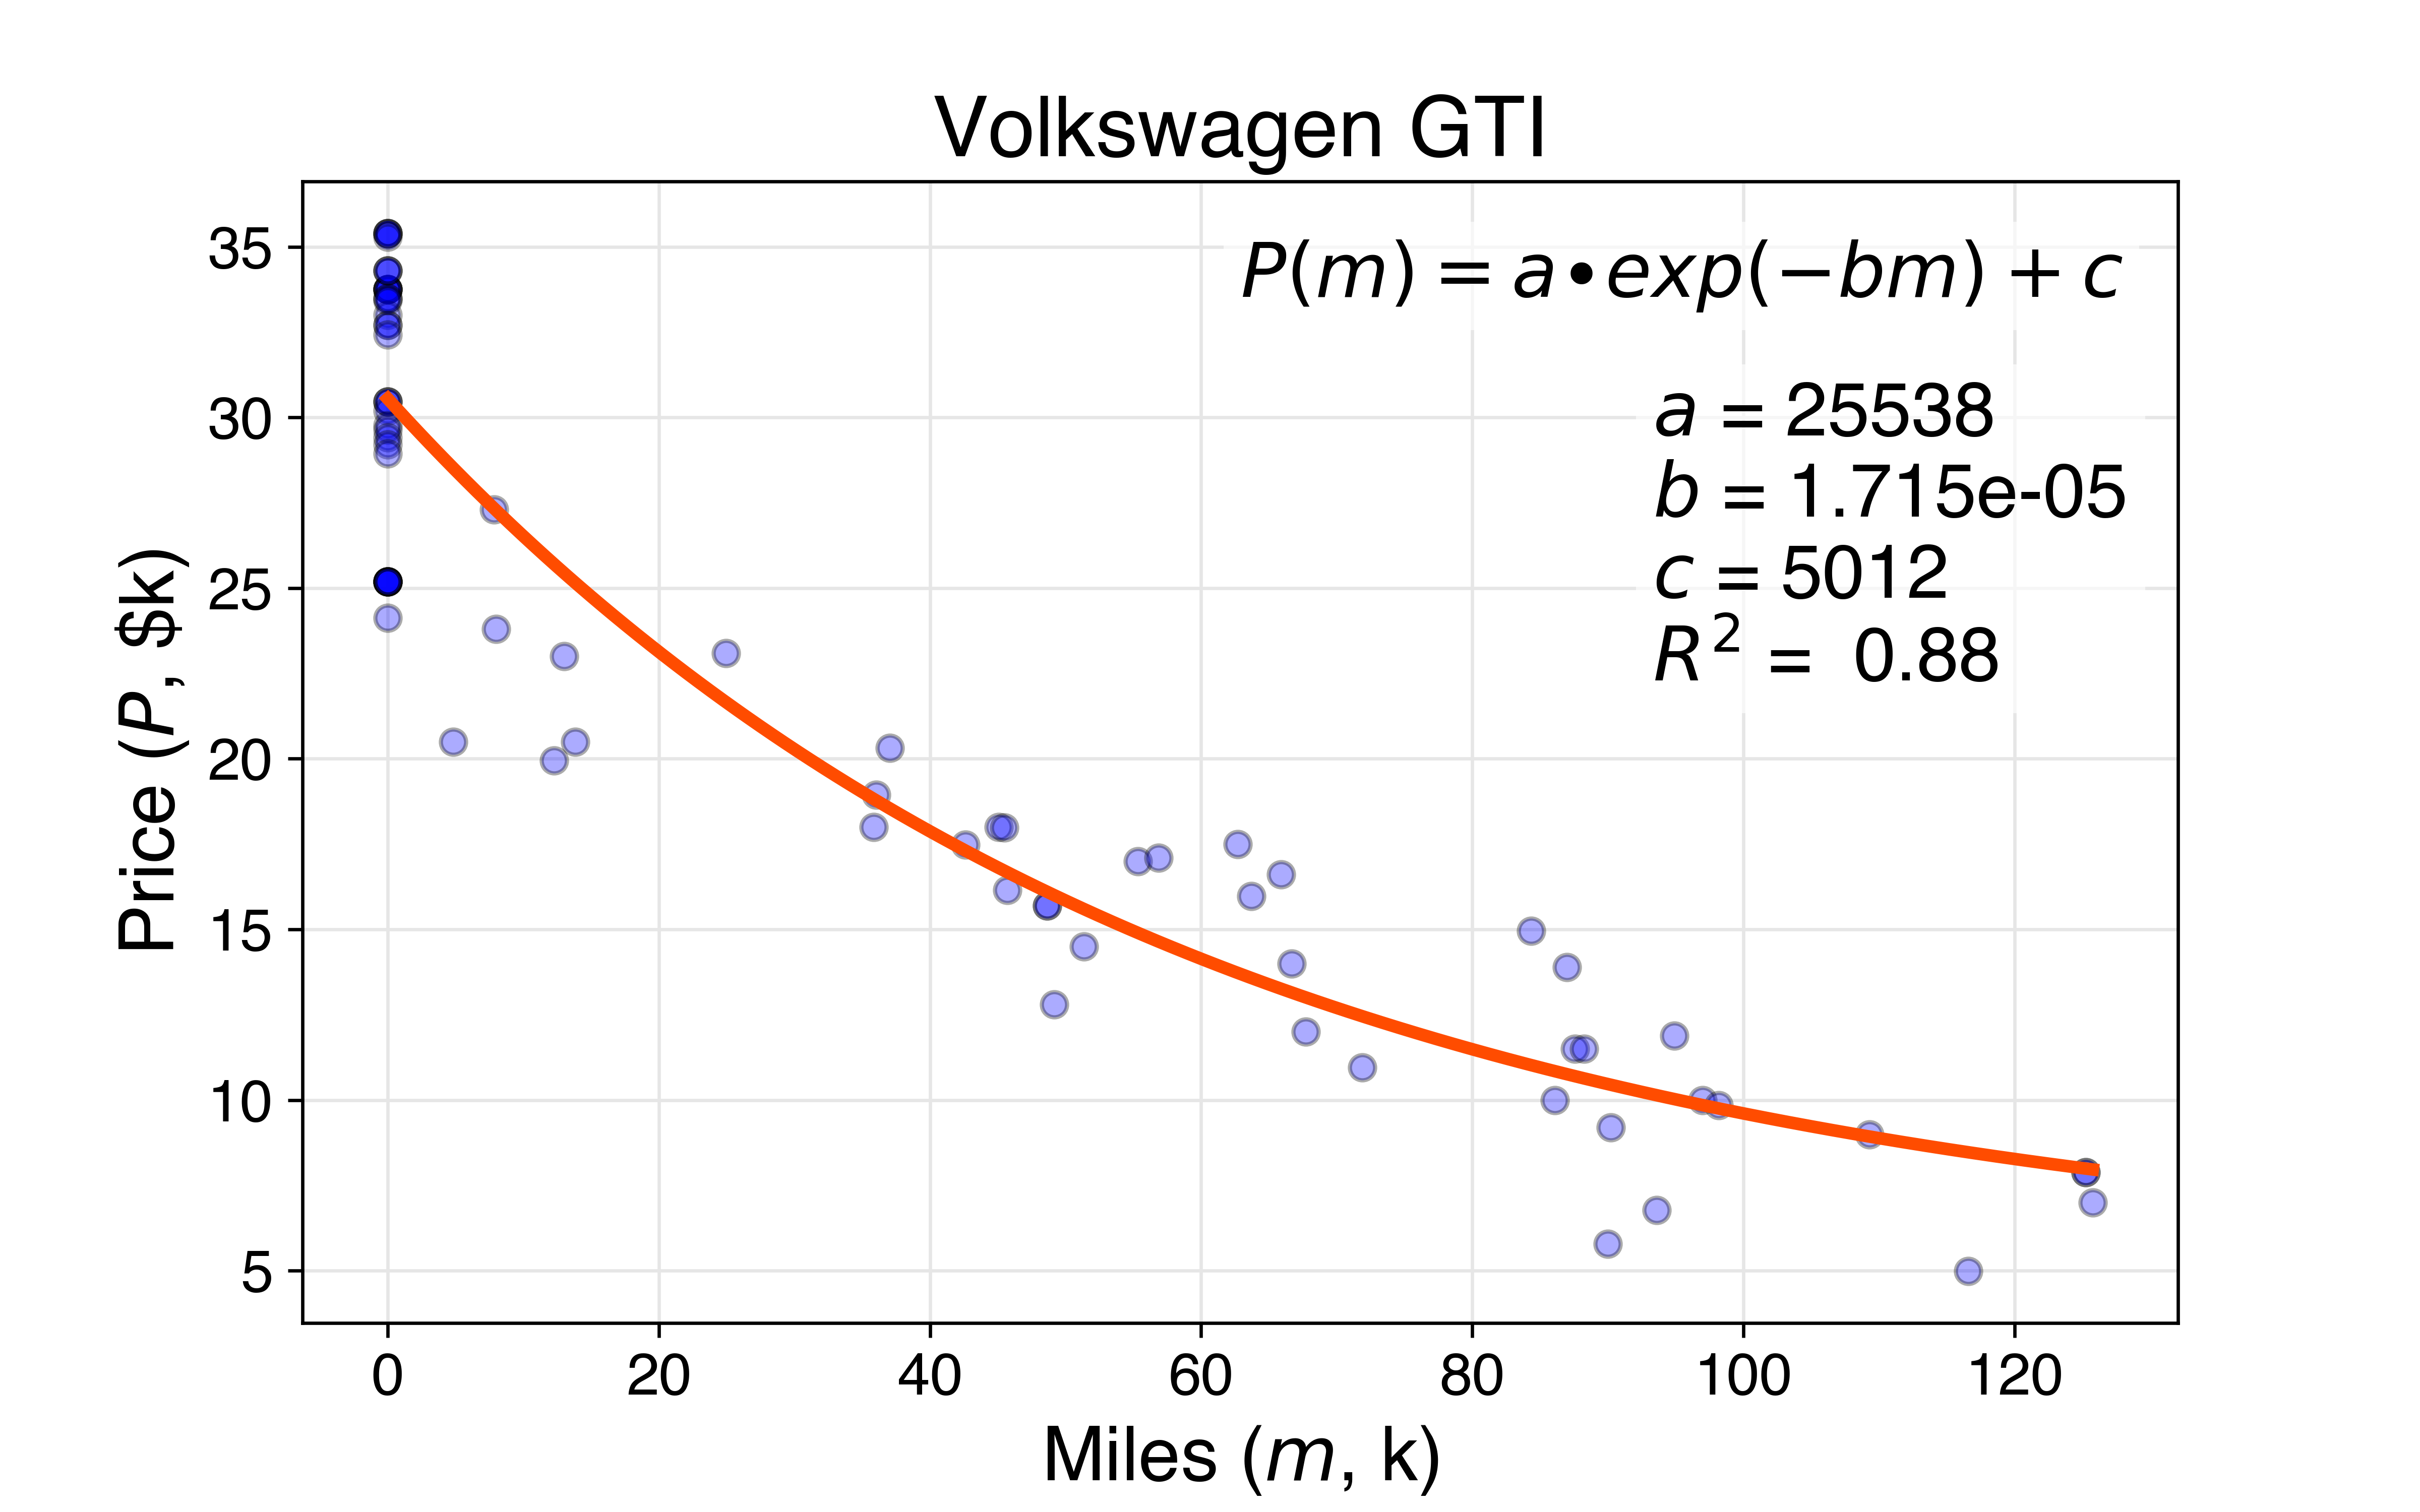 Volkswagen GTI
P(m) = a•exp(−bm) + c
a = 25538
b = 1.715e-05
c = 5012
R² = 0.88
Price (P, $k)
35
30
25
20
15
10
5
0 20 40 60 80 100 120
Miles (m, k)